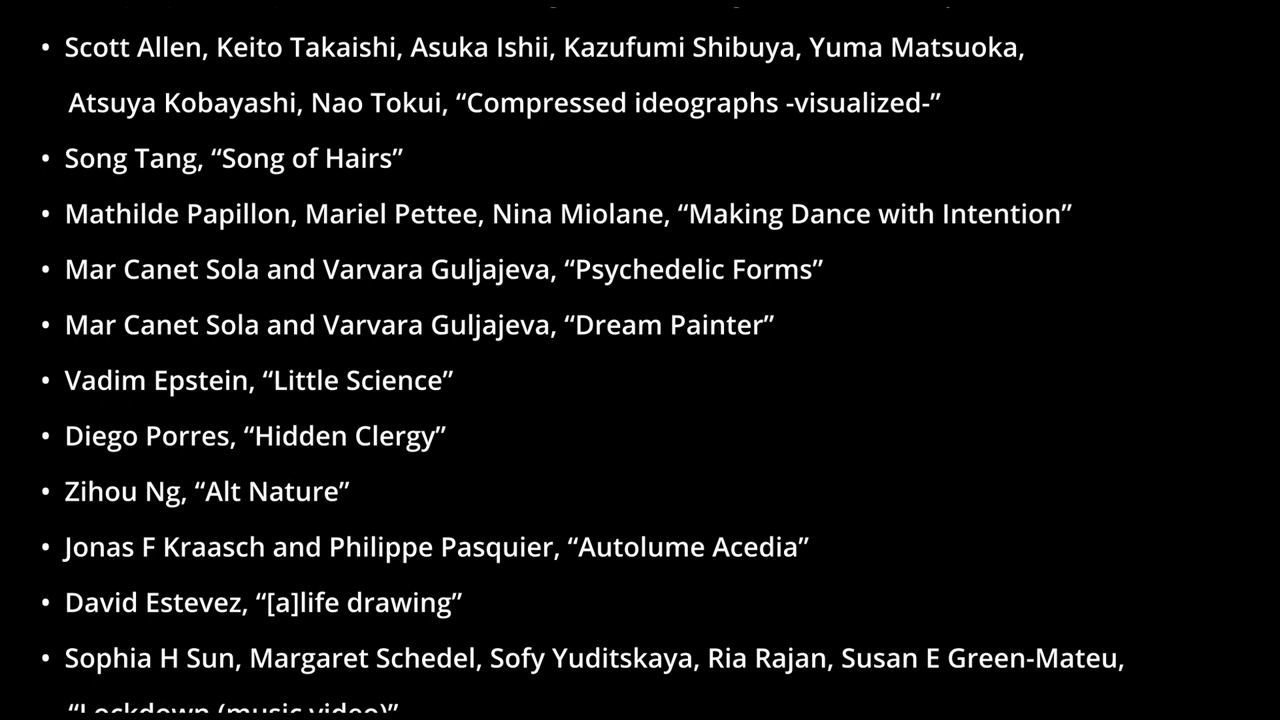 • Scott Allen, Keito Takaishi, Asuka Ishii, Kazufumi Shibuya, Yuma Matsuoka,
Atsuya Kobayashi, Nao Tokui, “Compressed ideographs -visualized-”
• Song Tang, “Song of Hairs”
• Mathilde Papillon, Mariel Pettee, Nina Miolane, “Making Dance with Intention”
• Mar Canet Sola and Varvara Guljajeva, “Psychedelic Forms”
• Mar Canet Sola and Varvara Guljajeva, “Dream Painter”
• Vadim Epstein, “Little Science”
• Diego Porres, “Hidden Clergy”
• Zihou Ng, “Alt Nature”
• Jonas F Kraasch and Philippe Pasquier, “Autolume Acedia”
• David Estevez, “[a]life drawing”
• Sophia H Sun, Margaret Schedel, Sofy Yuditskaya, Ria Rajan, Susan E Green-Mateu,
“Lockdown (music video)”